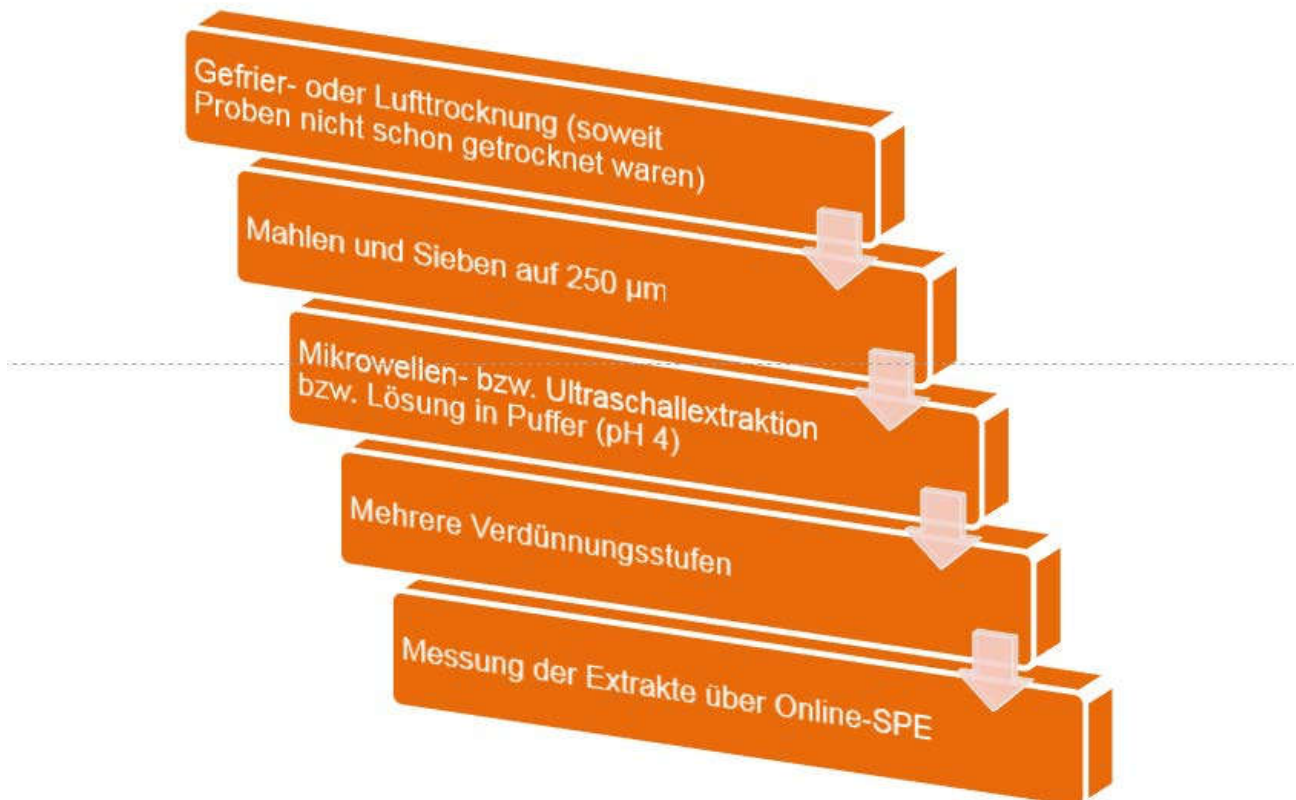 Gefrier- oder Lufttrocknung (soweit
Proben nicht schon getrocknet waren)
Mahlen und Sieben auf 250 µm
Mikrowellen- bzw. Ultraschallextraktion
bzw. Lösung in Puffer (pH 4)
Mehrere Verdünnungsstufen
Messung der Extrakte über Online-SPE